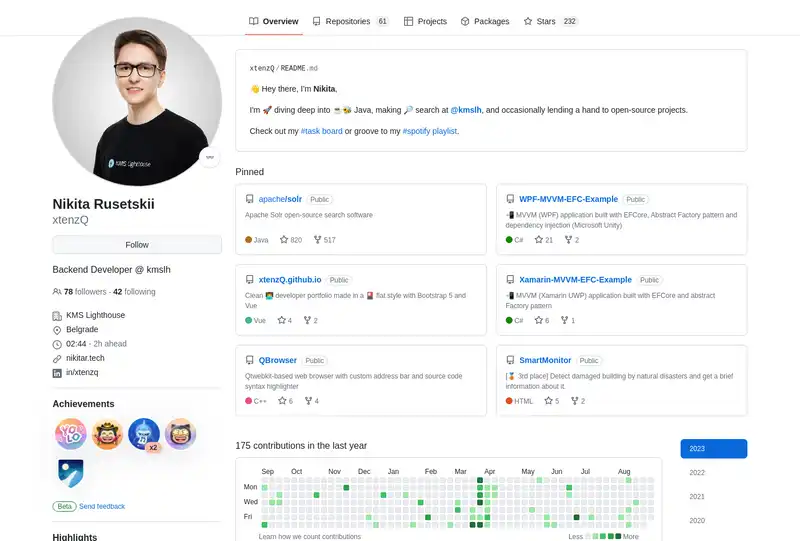 Overview
Repositories 61
Projects
Packages
Stars 232
KMS Lighthouse
Nikita Rusetskii
xtenzQ
Follow
Backend Developer @ kmslh
78 followers · 42 following
KMS Lighthouse
Belgrade
02:44 - 2h ahead
nikitar.tech
in/xtenzq
Achievements
YOLO
x2
Beta Send feedback
Highlights
xtenzQ / README.md
👋 Hey there, I'm Nikita,
I'm 🚀 diving deep into ☕🐝 Java, making 🔎 search at @kmslh, and occasionally lending a hand to open-source projects.
Check out my #task board or groove to my #spotify playlist.
Pinned
apache/solr Public
Apache Solr open-source search software
Java 820 517
WPF-MVVM-EFC-Example Public
📲 MVVM (WPF) application built with EFCore, Abstract Factory pattern and
dependency injection (Microsoft Unity)
C# 21 2
xtenzQ.github.io Public
Clean 👨‍💻 developer portfolio made in a 🎴 flat style with Bootstrap 5 and
Vue
Vue 4 2
Xamarin-MVVM-EFC-Example Public
📲 MVVM (Xamarin UWP) application built with EFCore and abstract
Factory pattern
C# 6 1
QBrowser Public
Qtwebkit-based web browser with custom address bar and source code
syntax highlighter
C++ 6 4
SmartMonitor Public
[🥉 3rd place] Detect damaged building by natural disasters and get a brief
information about it.
HTML 5 2
175 contributions in the last year
Sep Oct Nov Dec Jan Feb Mar Apr May Jun Jul Aug
Mon
Wed
Fri
Learn how we count contributions
Less More
2023
2022
2021
2020